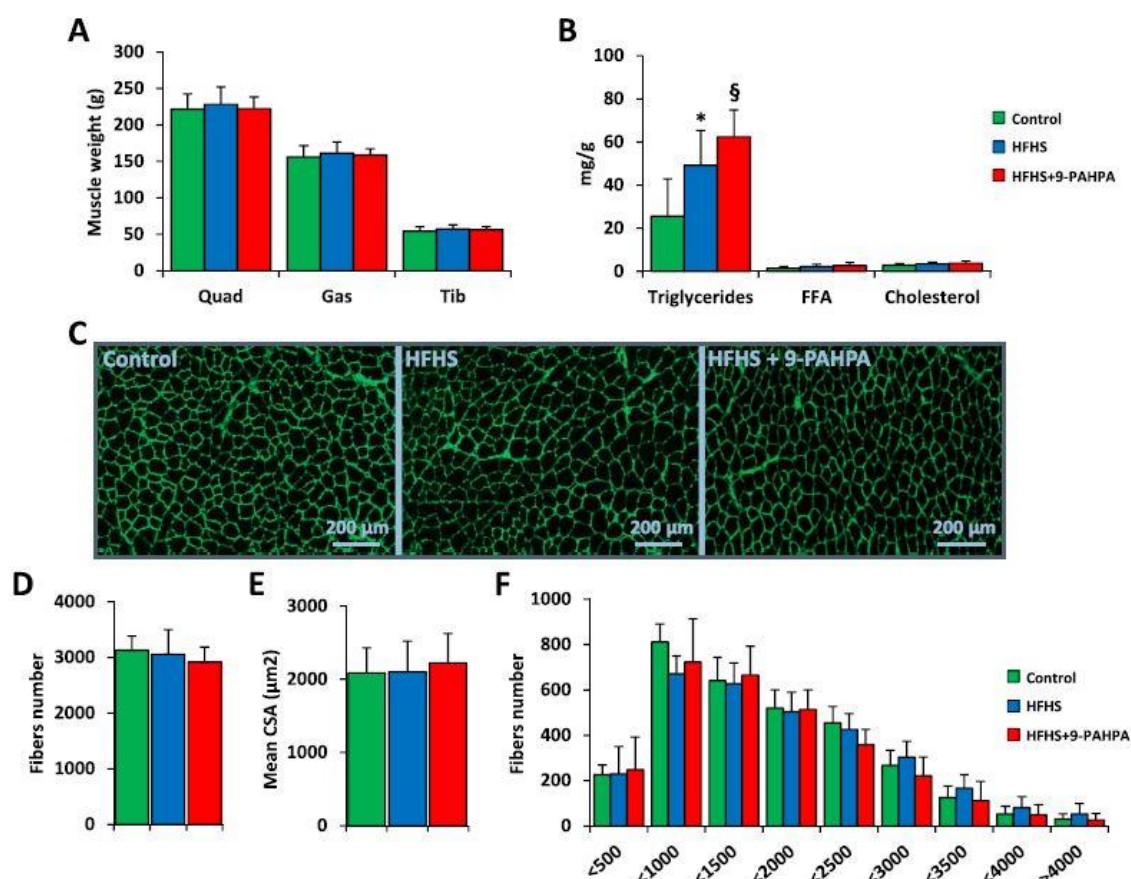 A
Muscle weight (g)
300
250
200
150
100
50
0
Quad Gas Tib
B
mg/g
100
80
60
40
20
0
* §
Triglycerides FFA Cholesterol
Control
HFHS
HFHS+9-PAHPA
C
Control HFHS HFHS + 9-PAHPA
200 µm 200 µm 200 µm
D
Fibers number
4000
3000
2000
1000
0
E
Mean CSA (µm2)
3000
2000
1000
0
F
Fibers number
1000
800
600
400
200
0
<500 <1000 <1500 <2000 <2500 <3000 <3500 <4000 >4000
Control
HFHS
HFHS+9-PAHPA